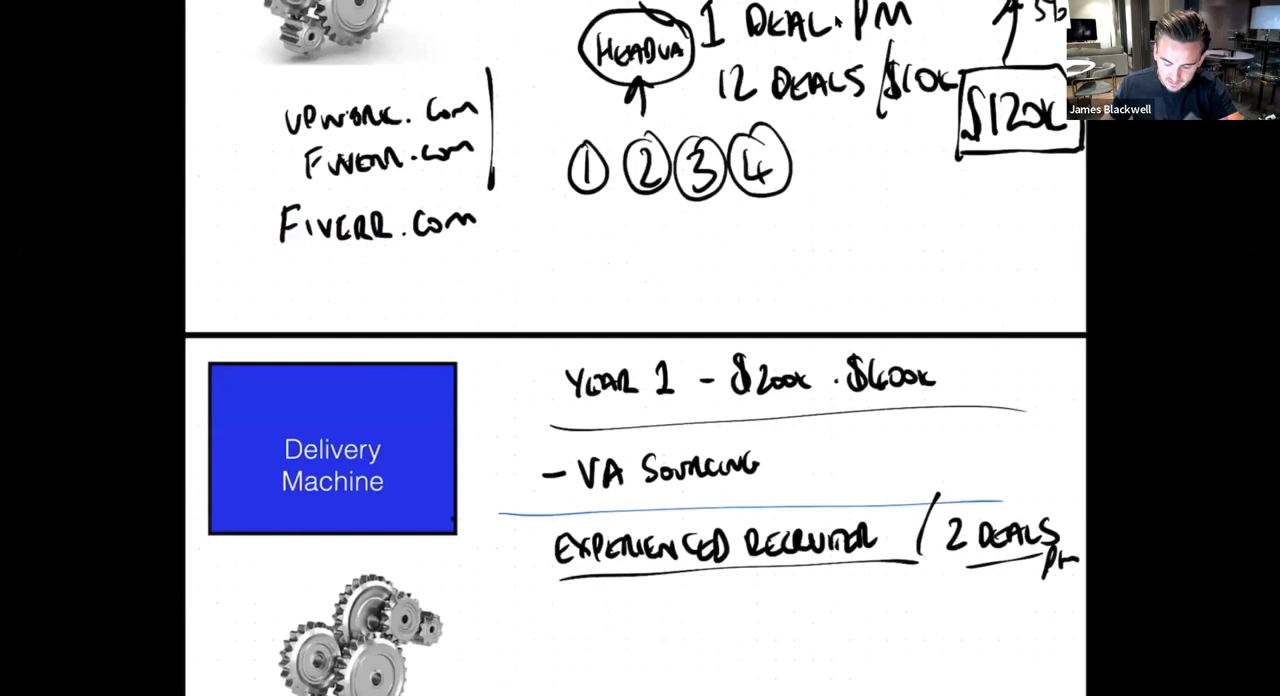 1 DEAL. PM
HEADVA
12 DEALS / $10K
$120K
James Blackwell
UPWORK.COM
FIVERR.COM
1 2 3 4
FIVERR.COM
YEAR 1 - $200K . $400K
Delivery
Machine
- VA SOURCING
EXPERIENCED RECRUITER / 2 DEALS
pm